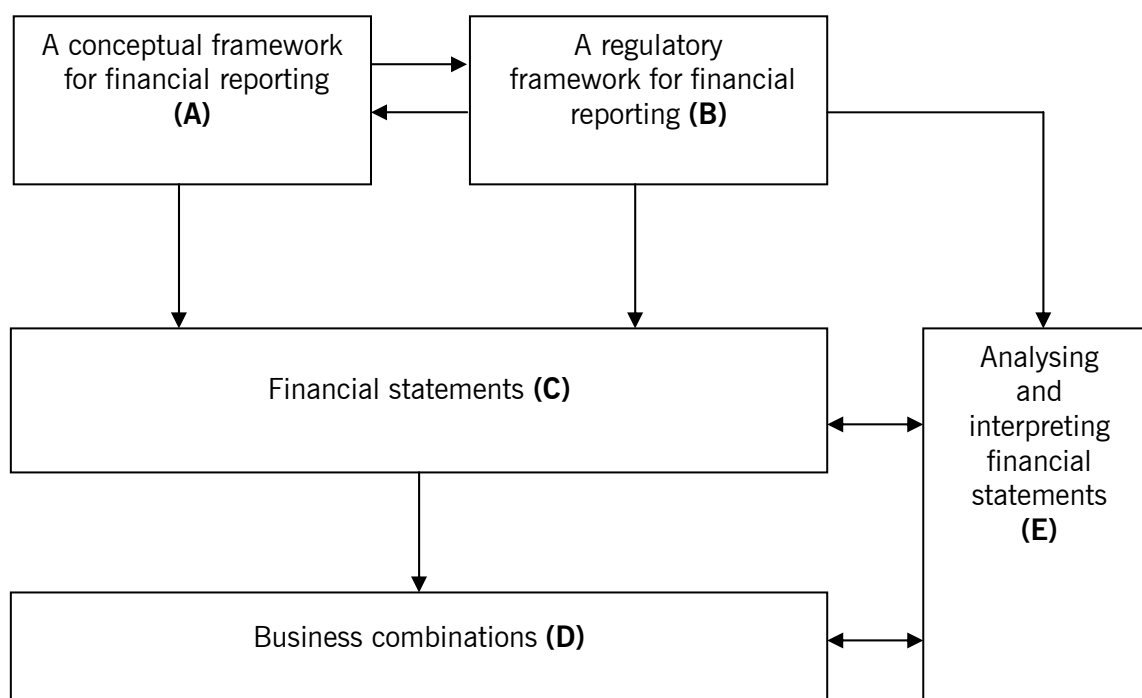 A conceptual framework
for financial reporting
(A)
A regulatory
framework for financial
reporting (B)
Financial statements (C)
Analysing
and
interpreting
financial
statements
(E)
Business combinations (D)